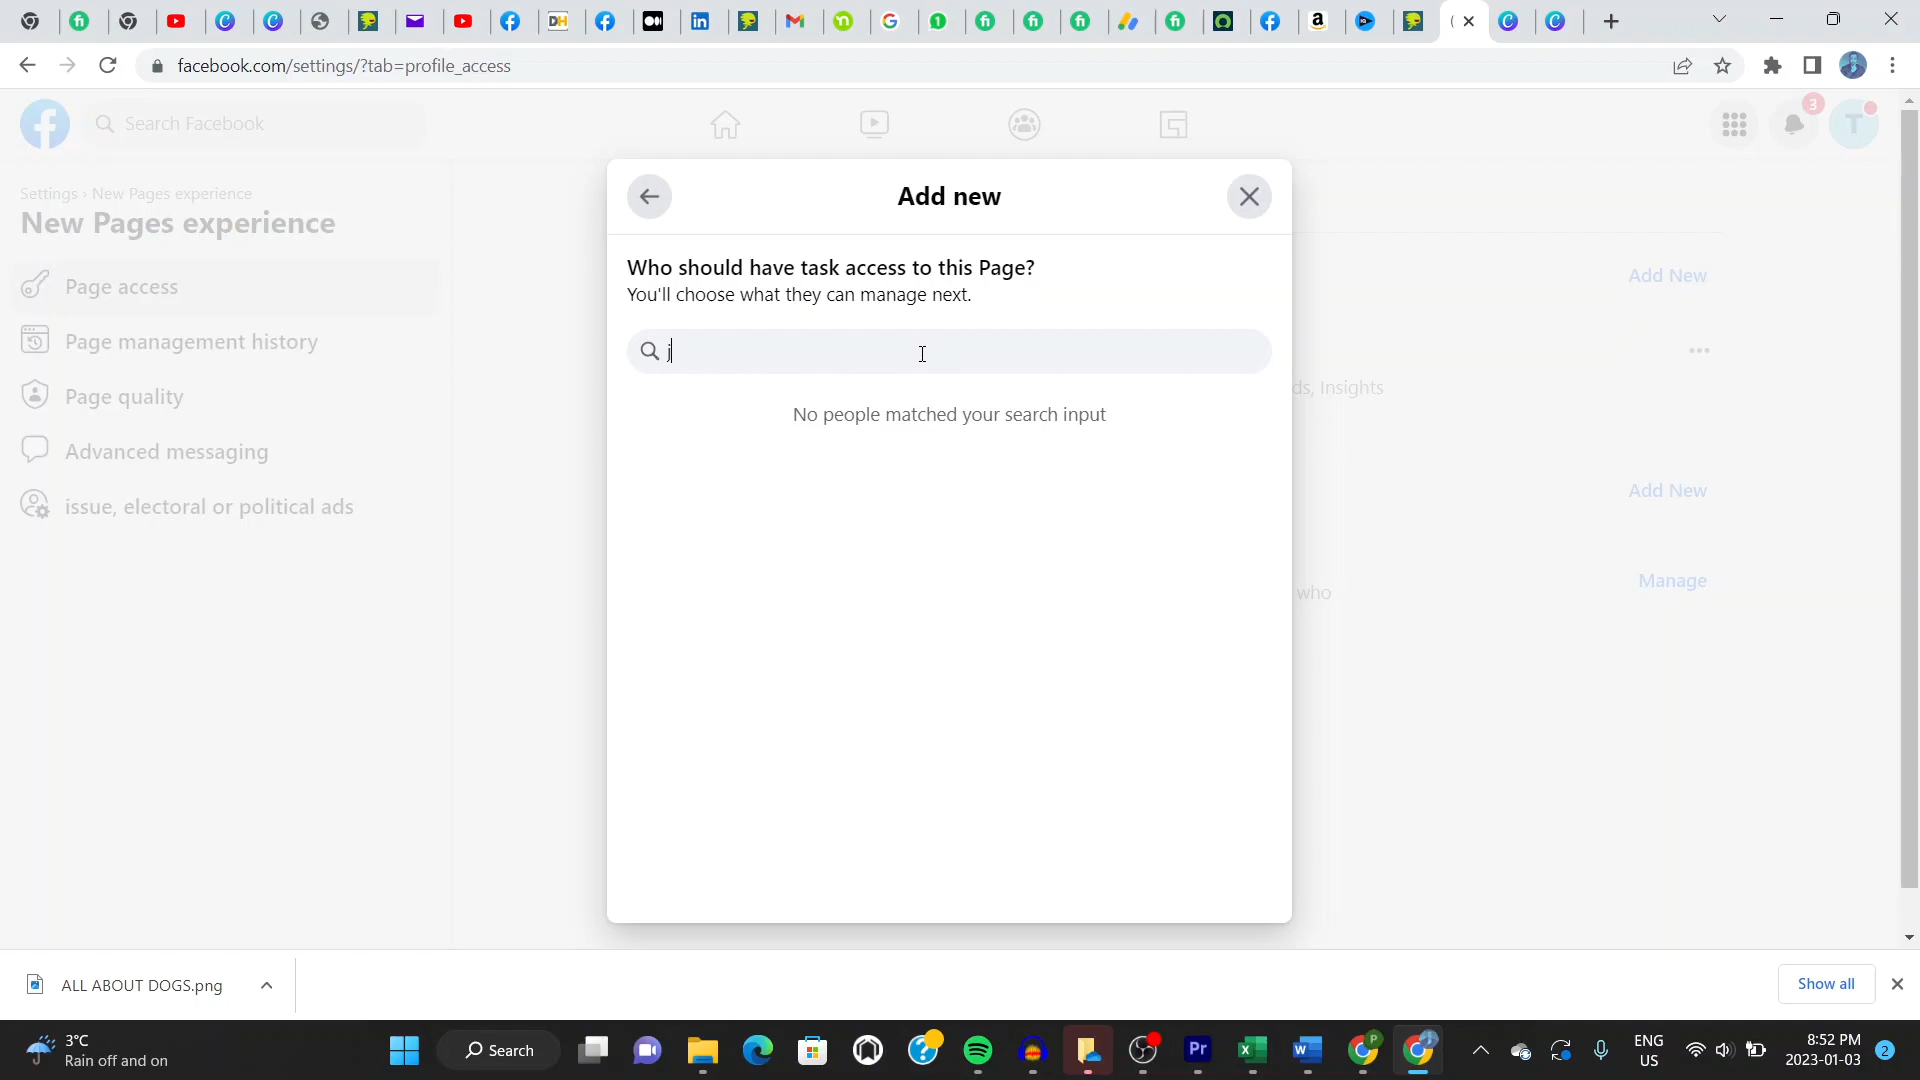 facebook.com/settings/?tab=profile_access
Search Facebook
3
T
Settings › New Pages experience
New Pages experience
Page access
Page management history
Page quality
Advanced messaging
issue, electoral or political ads
Add new
Who should have task access to this Page?
You'll choose what they can manage next.
j
No people matched your search input
Add New
ds, Insights
Add New
who
Manage
ALL ABOUT DOGS.png
Show all
3°C
Rain off and on
Search
ENG
US
8:52 PM
2023-01-03
2